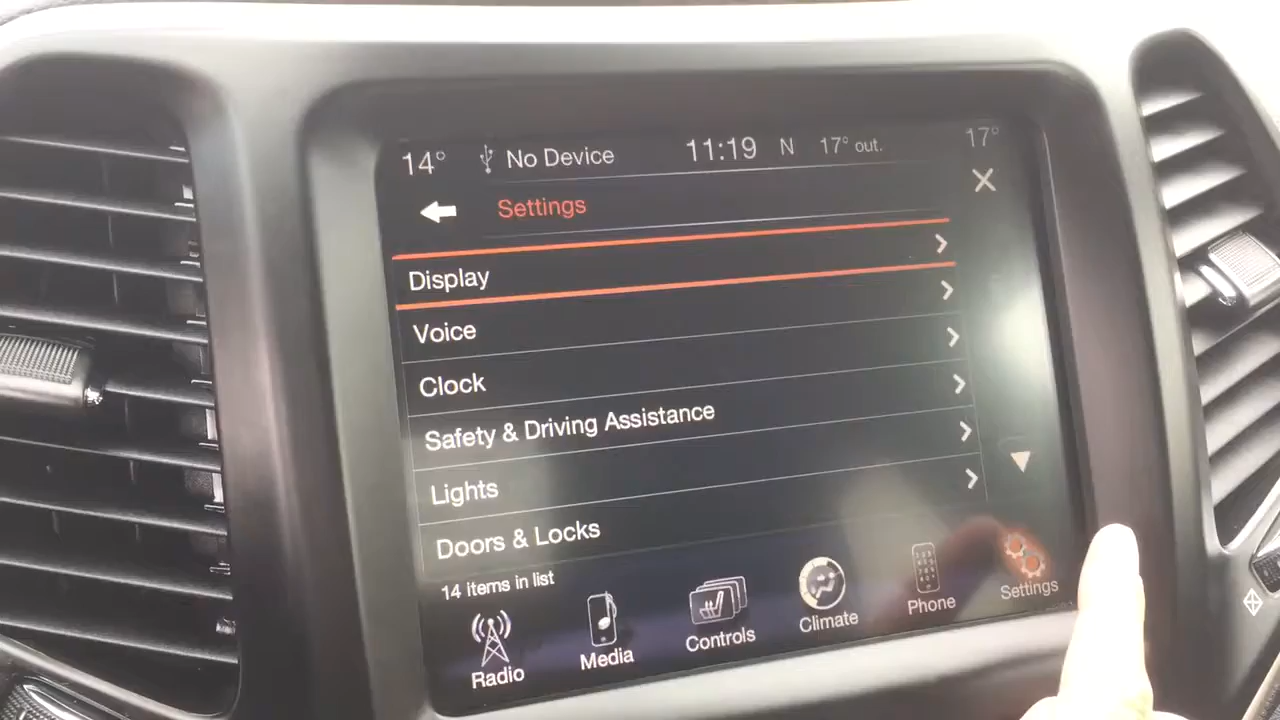 14° No Device 11:19 N 17° out. 17°
Settings
Display
Voice
Clock
Safety & Driving Assistance
Lights
Doors & Locks
14 items in list
Radio Media Controls Climate Phone Settings